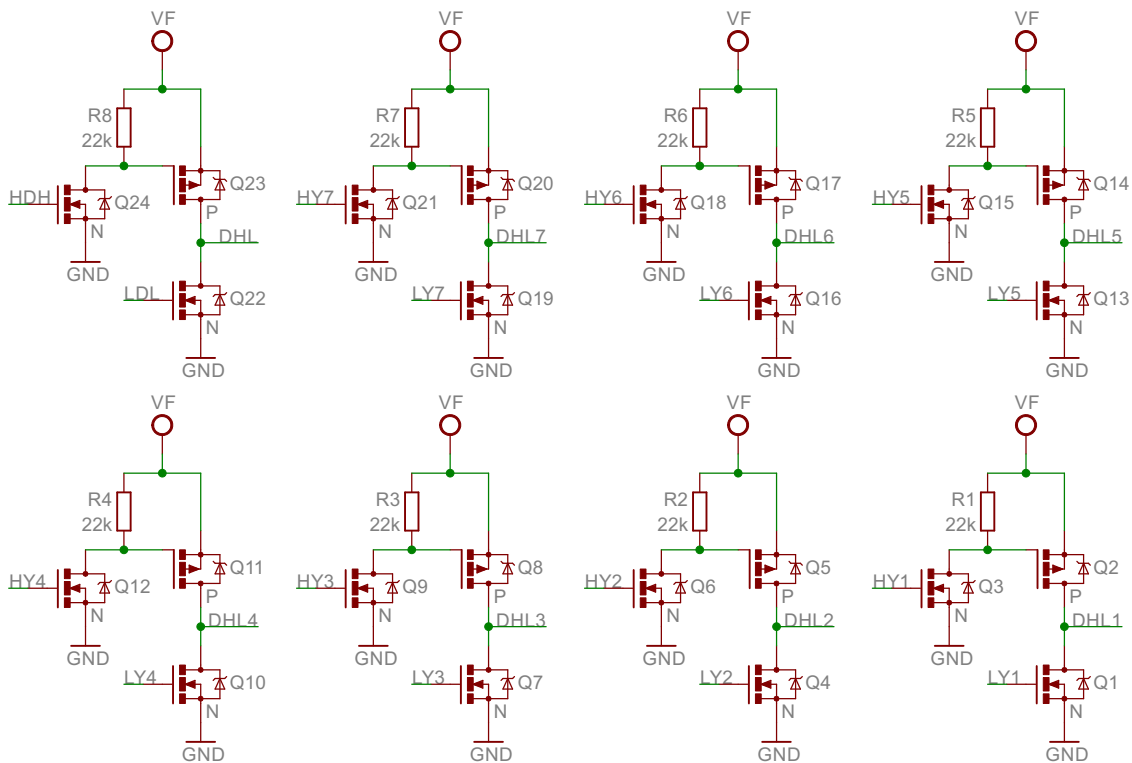 VF VF VF VF
R8 R7 R6 R5
22k 22k 22k 22k
HDH Q24 Q23 HY7 Q21 Q20 HY6 Q18 Q17 HY5 Q15 Q14
N P N P N P N P
DHL DHL7 DHL6 DHL5
GND GND GND GND
LDL Q22 LY7 Q19 LY6 Q16 LY5 Q13
N N N N
GND GND GND GND
VF VF VF VF
R4 R3 R2 R1
22k 22k 22k 22k
HY4 Q12 Q11 HY3 Q9 Q8 HY2 Q6 Q5 HY1 Q3 Q2
N P N P N P N P
DHL4 DHL3 DHL2 DHL1
GND GND GND GND
LY4 Q10 LY3 Q7 LY2 Q4 LY1 Q1
N N N N
GND GND GND GND